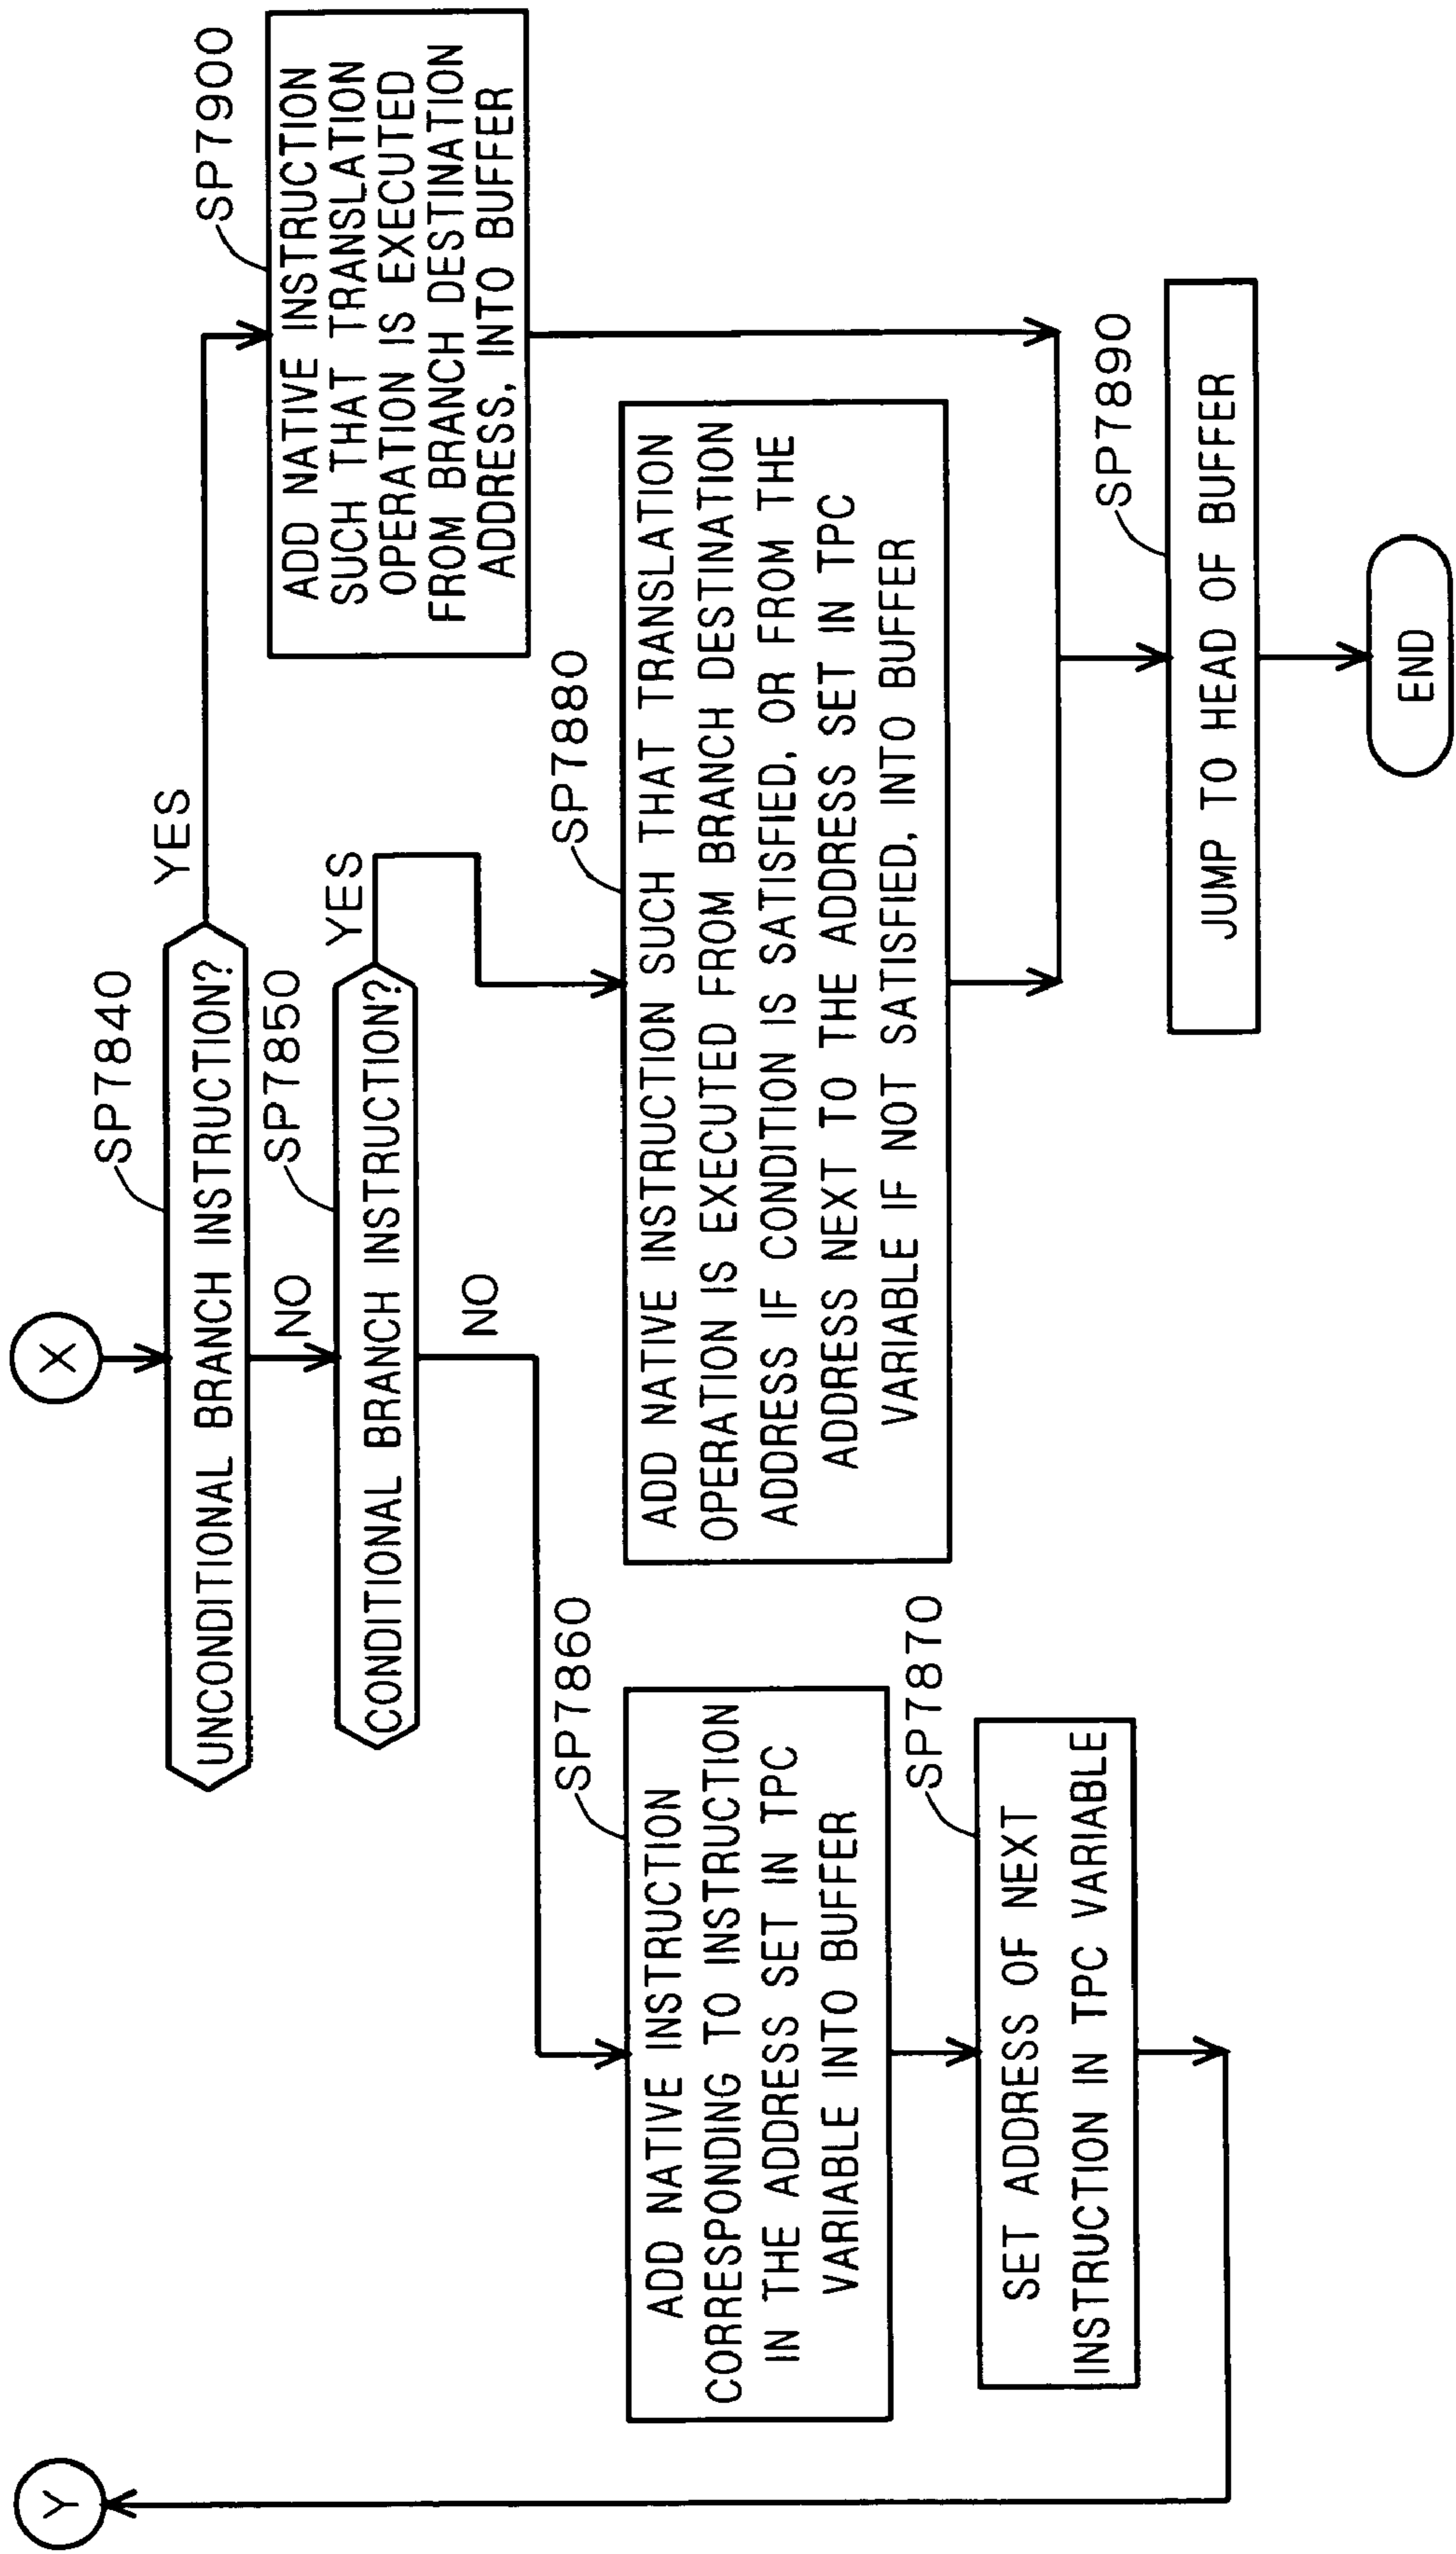 Y
X
SP7840
UNCONDITIONAL BRANCH INSTRUCTION?
YES
NO
SP7850
CONDITIONAL BRANCH INSTRUCTION?
YES
NO
SP7900
ADD NATIVE INSTRUCTION
SUCH THAT TRANSLATION
OPERATION IS EXECUTED
FROM BRANCH DESTINATION
ADDRESS, INTO BUFFER
SP7860
ADD NATIVE INSTRUCTION
CORRESPONDING TO INSTRUCTION
IN THE ADDRESS SET IN TPC
VARIABLE INTO BUFFER
SP7880
ADD NATIVE INSTRUCTION SUCH THAT TRANSLATION
OPERATION IS EXECUTED FROM BRANCH DESTINATION
ADDRESS IF CONDITION IS SATISFIED, OR FROM THE
ADDRESS NEXT TO THE ADDRESS SET IN TPC
VARIABLE IF NOT SATISFIED, INTO BUFFER
SP7870
SET ADDRESS OF NEXT
INSTRUCTION IN TPC VARIABLE
SP7890
JUMP TO HEAD OF BUFFER
END